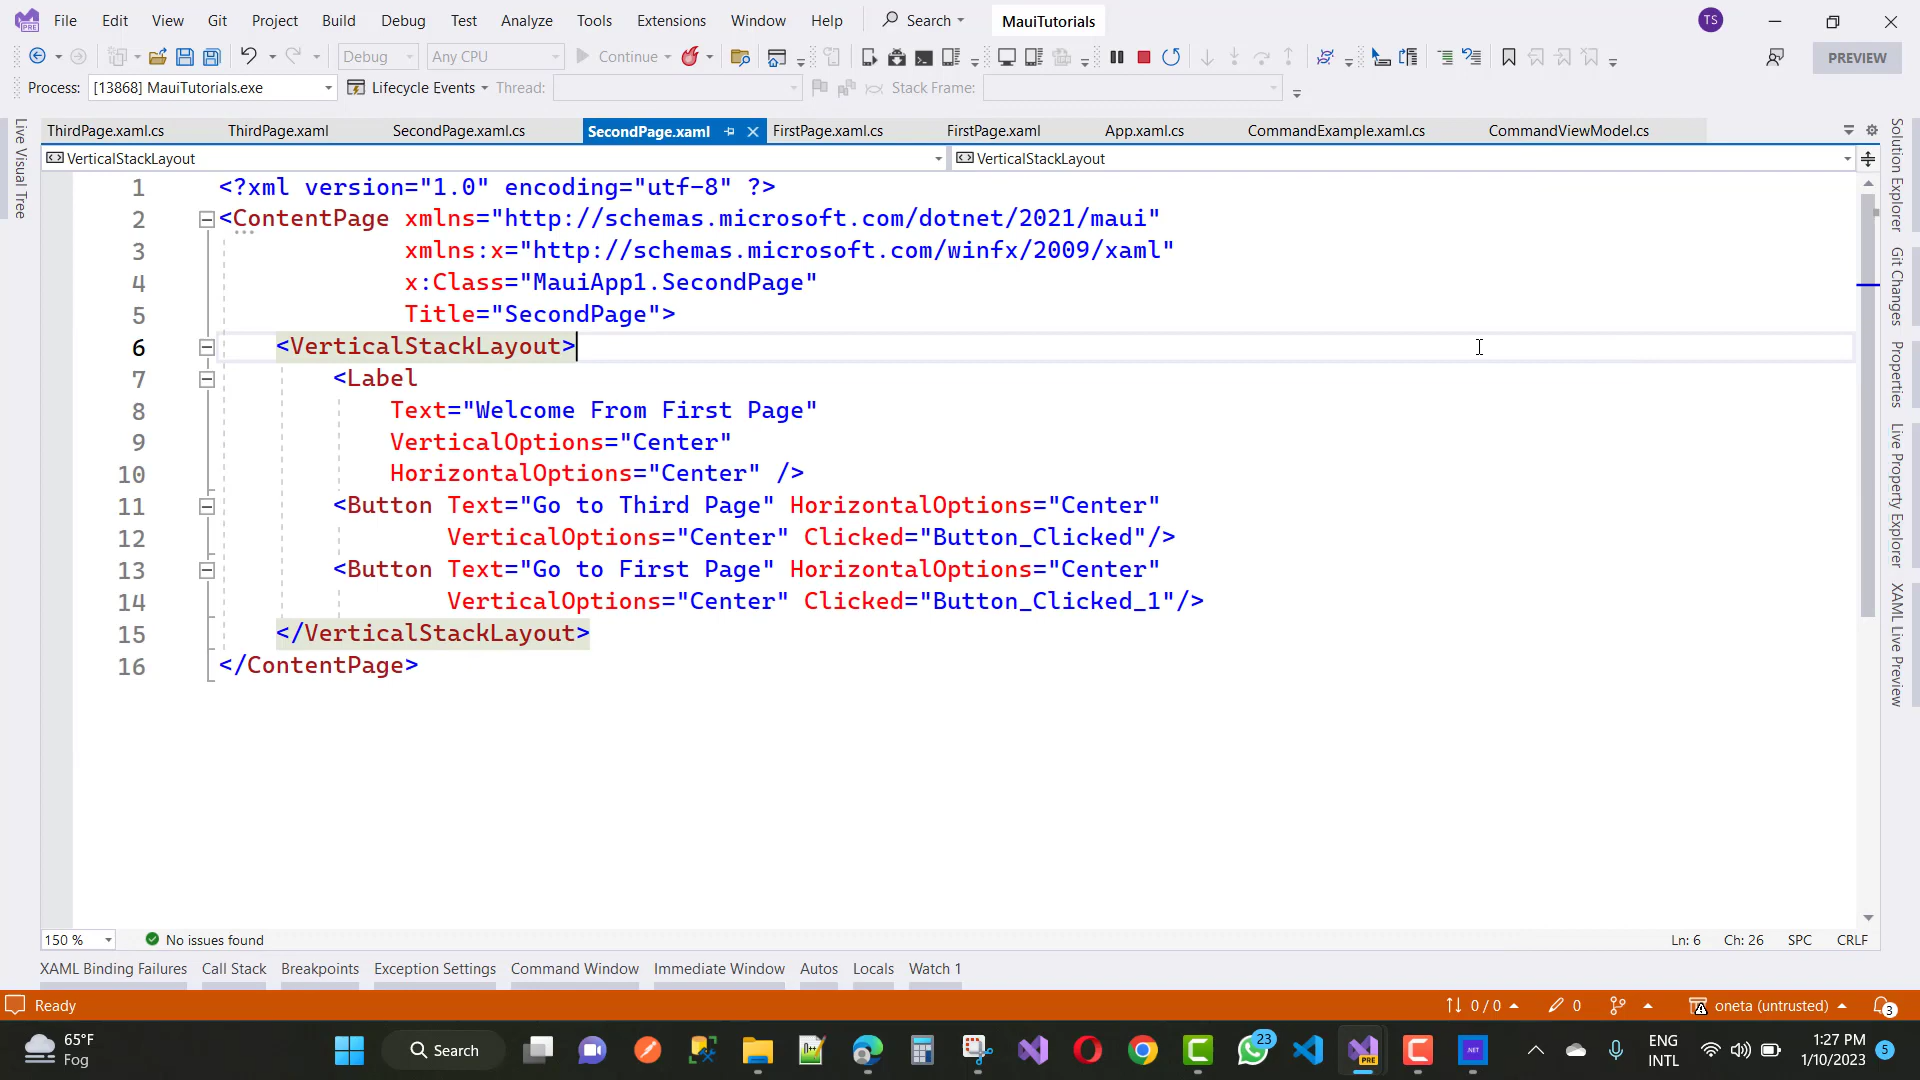 File Edit View Git Project Build Debug Test Analyze Tools Extensions Window Help Search MauiTutorials TS
Debug Any CPU Continue PREVIEW
Process: [13868] MauiTutorials.exe Lifecycle Events Thread: Stack Frame:
ThirdPage.xaml.cs ThirdPage.xaml SecondPage.xaml.cs SecondPage.xaml FirstPage.xaml.cs FirstPage.xaml App.xaml.cs CommandExample.xaml.cs CommandViewModel.cs
VerticalStackLayout VerticalStackLayout
Live Visual Tree
1 <?xml version="1.0" encoding="utf-8" ?>
2 <ContentPage xmlns="http://schemas.microsoft.com/dotnet/2021/maui"
3 xmlns:x="http://schemas.microsoft.com/winfx/2009/xaml"
4 x:Class="MauiApp1.SecondPage"
5 Title="SecondPage">
6 <VerticalStackLayout>
7 <Label
8 Text="Welcome From First Page"
9 VerticalOptions="Center"
10 HorizontalOptions="Center" />
11 <Button Text="Go to Third Page" HorizontalOptions="Center"
12 VerticalOptions="Center" Clicked="Button_Clicked"/>
13 <Button Text="Go to First Page" HorizontalOptions="Center"
14 VerticalOptions="Center" Clicked="Button_Clicked_1"/>
15 </VerticalStackLayout>
16 </ContentPage>
Solution Explorer
Git Changes
Properties
Live Property Explorer
XAML Live Preview
150 % No issues found Ln: 6 Ch: 26 SPC CRLF
XAML Binding Failures Call Stack Breakpoints Exception Settings Command Window Immediate Window Autos Locals Watch 1
Ready 0 / 0 0 oneta (untrusted) 3
65°F
Fog
Search
PRE
.NET
23
ENG
INTL
1:27 PM
1/10/2023
5